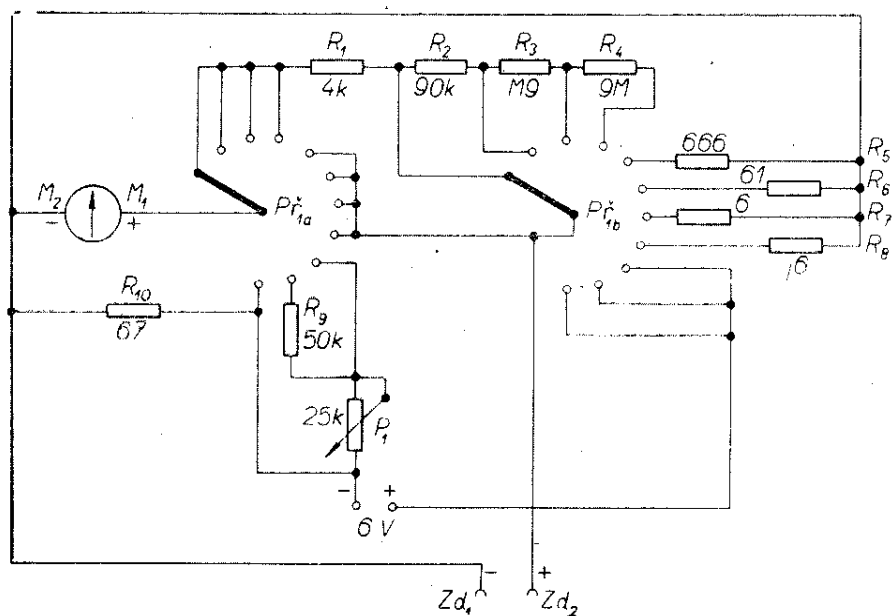 R1 R2 R3 R4
4k 90k M9 9M
666 R5
61 R6
6 R7
,6 R8
M2 M1 Př1a Př1b
- +
R10 R9
67 50k
25k P1
- +
6 V
- +
Zd1 Zd2